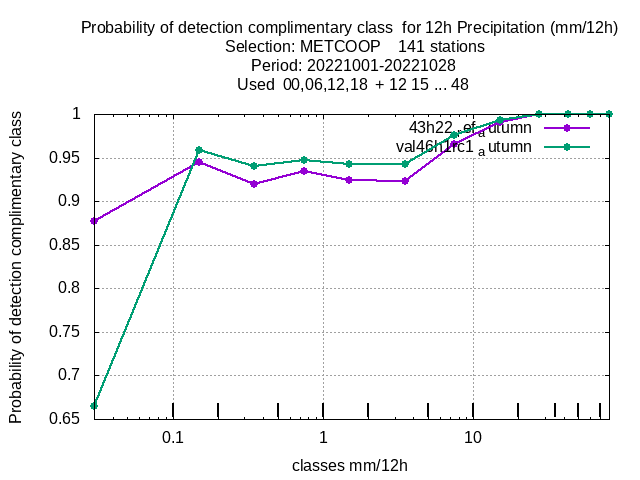 Probability of detection complimentary class  for 12h Precipitation (mm/12h)
Selection: METCOOP    141 stations
Period: 20221001-20221028
Used  00,06,12,18  + 12 15 ... 48
Probability of detection complimentary class
1
0.95
0.9
0.85
0.8
0.75
0.7
0.65
43h22_ref_autumn
val46h1rc1_autumn
0.1
1
10
classes mm/12h